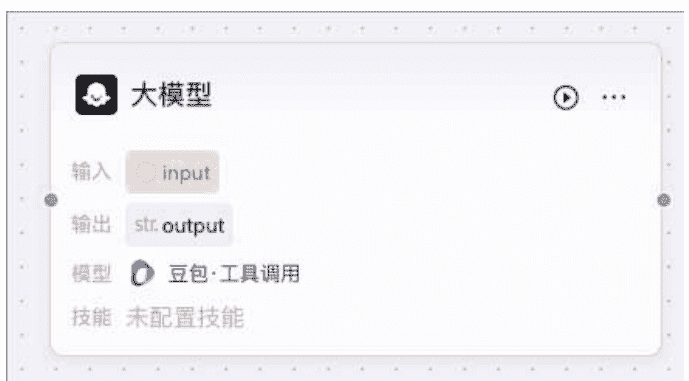 大模型
输入 input
输出 str. output
模型 豆包·工具调用
技能 未配置技能